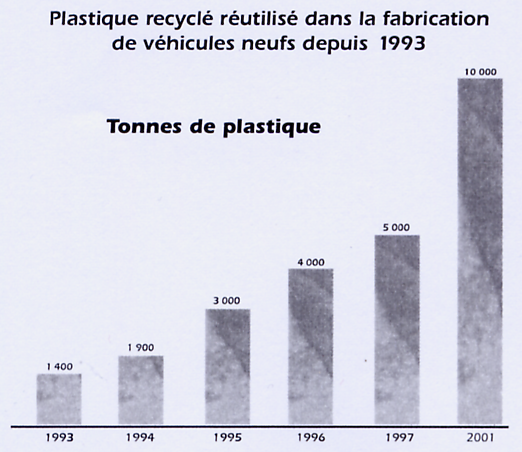 Plastique recyclé réutilisé dans la fabrication
de véhicules neufs depuis 1993
Tonnes de plastique
10 000
5 000
4 000
3 000
1 900
1 400
1993 1994 1995 1996 1997 2001